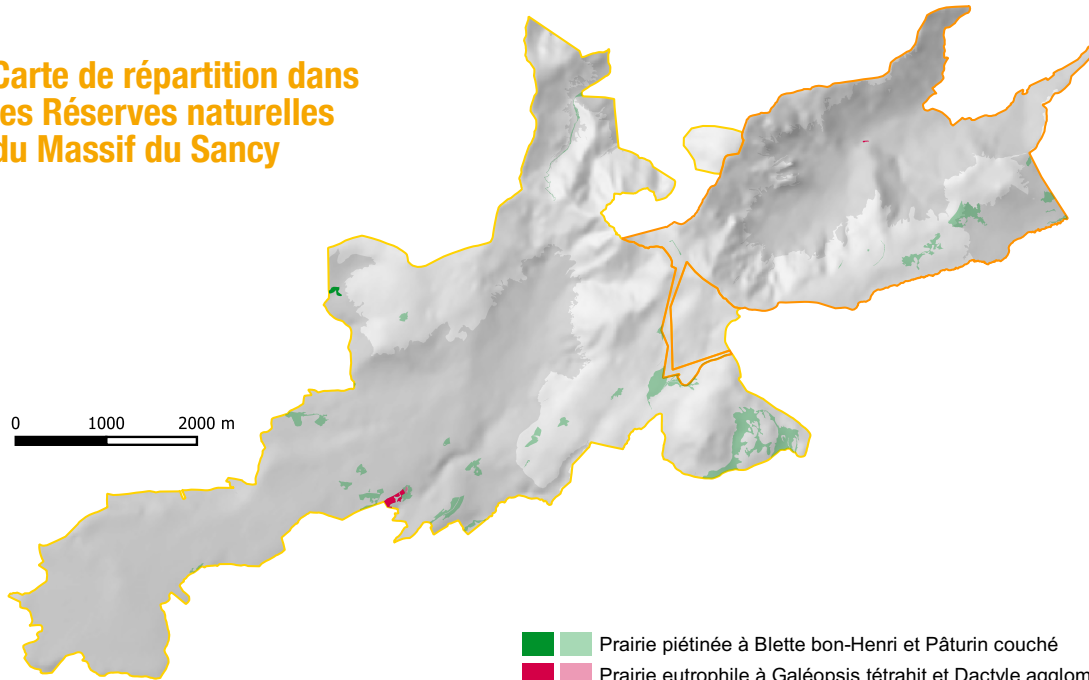 Carte de répartition dans
les Réserves naturelles
du Massif du Sancy
0 1000 2000 m
Prairie piétinée à Blette bon-Henri et Pâturin couché
Prairie eutrophile à Galéopsis tétrahit et Dactyle agglom